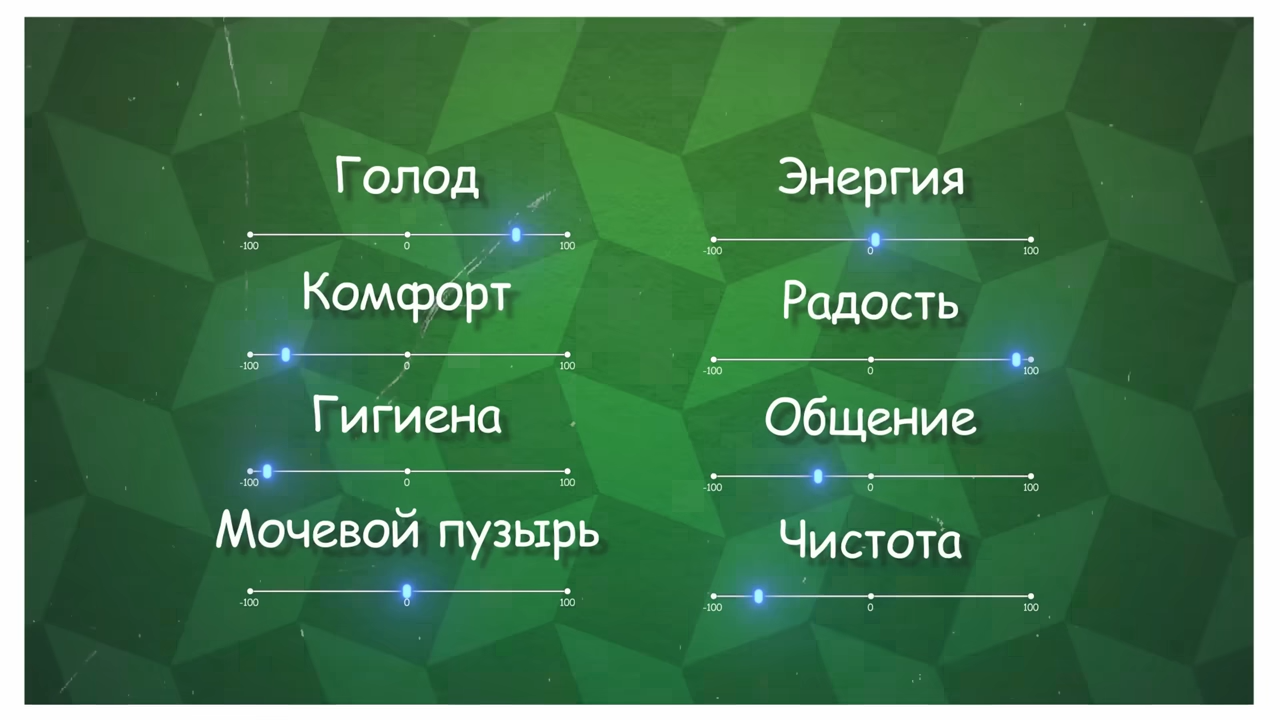 Голод
-100 0 100
Комфорт
-100 0 100
Гигиена
-100 0 100
Мочевой пузырь
-100 0 100
Энергия
-100 0 100
Радость
-100 0 100
Общение
-100 0 100
Чистота
-100 0 100